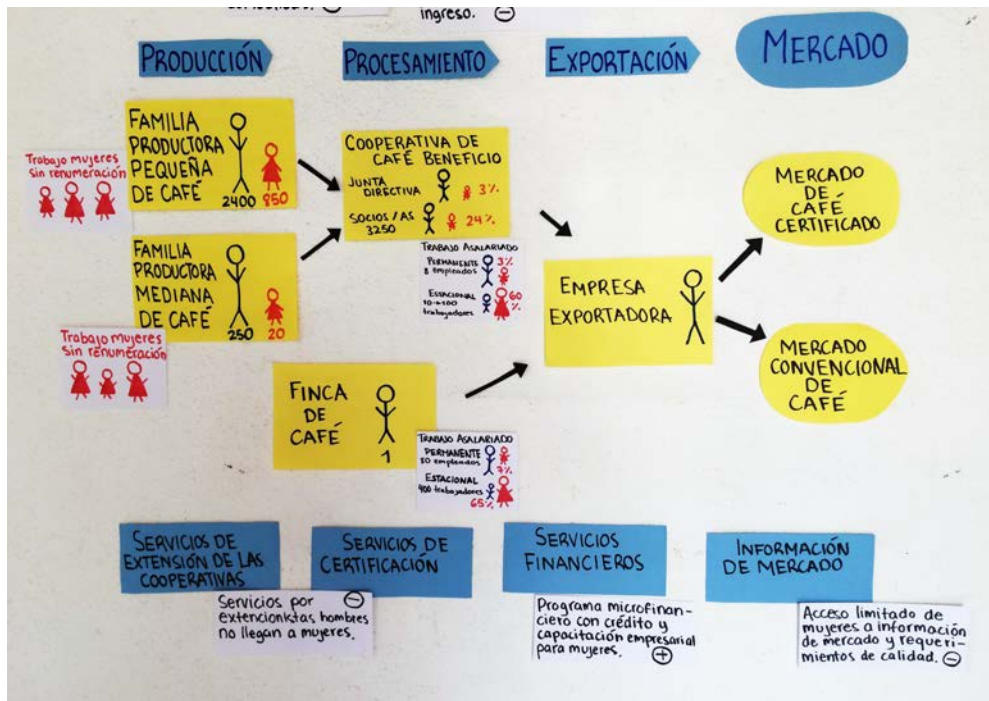 ingreso. ⊖
PRODUCCIÓN
PROCESAMIENTO
EXPORTACIÓN
MERCADO
Trabajo mujeres
sin renumeración
FAMILIA
PRODUCTORA
PEQUEÑA
DE CAFÉ
2400 850
COOPERATIVA DE
CAFÉ BENEFICIO
JUNTA
DIRECTIVA
3%
SOCIOS/AS
3250
24%
TRABAJO ASALARIADO
PERMANENTE 3%
8 empleados
ESTACIONAL 60
%
trabajadores
FAMILIA
PRODUCTORA
MEDIANA
DE CAFÉ
250 20
Trabajo mujeres
sin renumeración
FINCA
DE
CAFÉ
1
TRABAJO ASALARIADO
PERMANENTE
50 empleados
7%
ESTACIONAL
400 trabajadores
65%
EMPRESA
EXPORTADORA
MERCADO
DE
CAFÉ
CERTIFICADO
MERCADO
CONVENCIONAL
DE
CAFÉ
SERVICIOS DE
EXTENSIÓN DE LAS
COOPERATIVAS
Servicios por ⊖
extencionistas hombres
no llegan a mujeres.
SERVICIOS DE
CERTIFICACIÓN
SERVICIOS
FINANCIEROS
Programa microfinan-
ciero con crédito y
capacitación empresarial
para mujeres. ⊕
INFORMACIÓN
DE MERCADO
Acceso limitado de
mujeres a información
de mercado y requeri-
mientos de calidad. ⊖